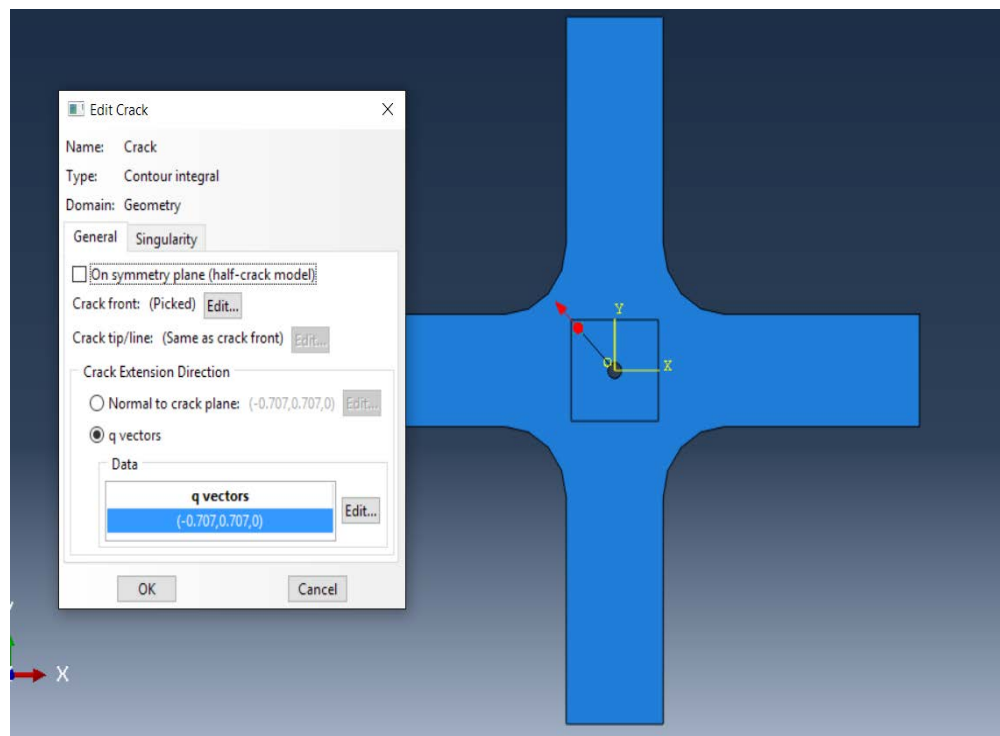 Edit Crack
Name: Crack
Type: Contour integral
Domain: Geometry
General Singularity
On symmetry plane (half-crack model)
Crack front: (Picked) Edit...
Crack tip/line: (Same as crack front) Edit...
Crack Extension Direction
Normal to crack plane: (-0.707,0.707,0) Edit...
q vectors
Data
q vectors
(-0.707,0.707,0)
Edit...
OK Cancel
Y
X
X